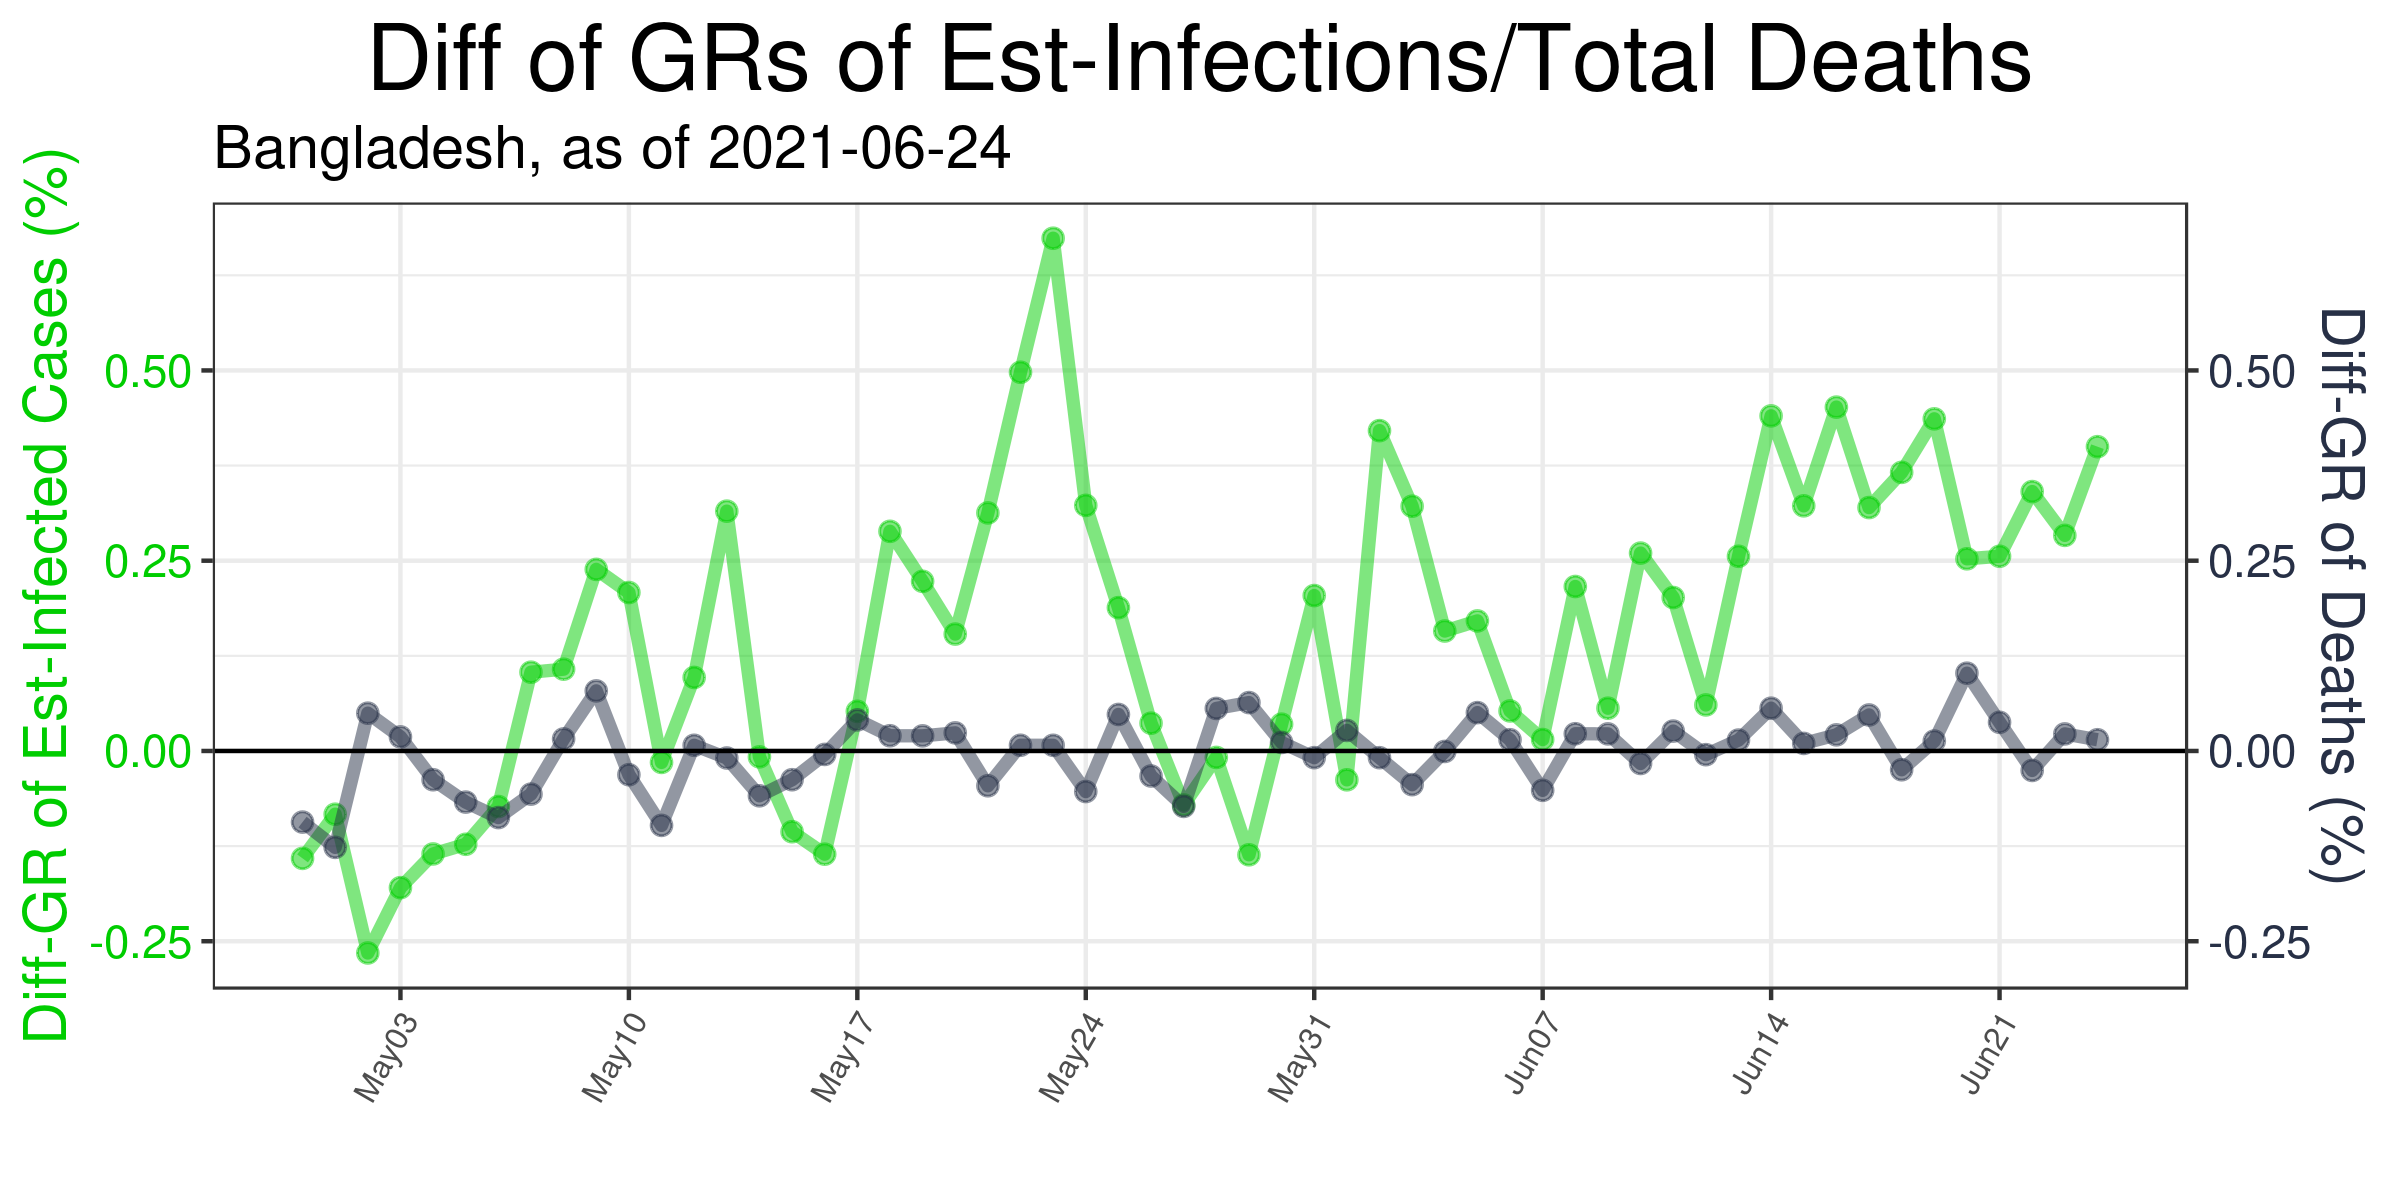 Diff of GRs of Est-Infections/Total Deaths
Bangladesh, as of 2021-06-24
Diff-GR of Est-Infected Cases (%)
0.50
0.25
0.00
-0.25
0.50
0.25
0.00
-0.25
Diff-GR of Deaths (%)
May03
May10
May17
May24
May31
Jun07
Jun14
Jun21